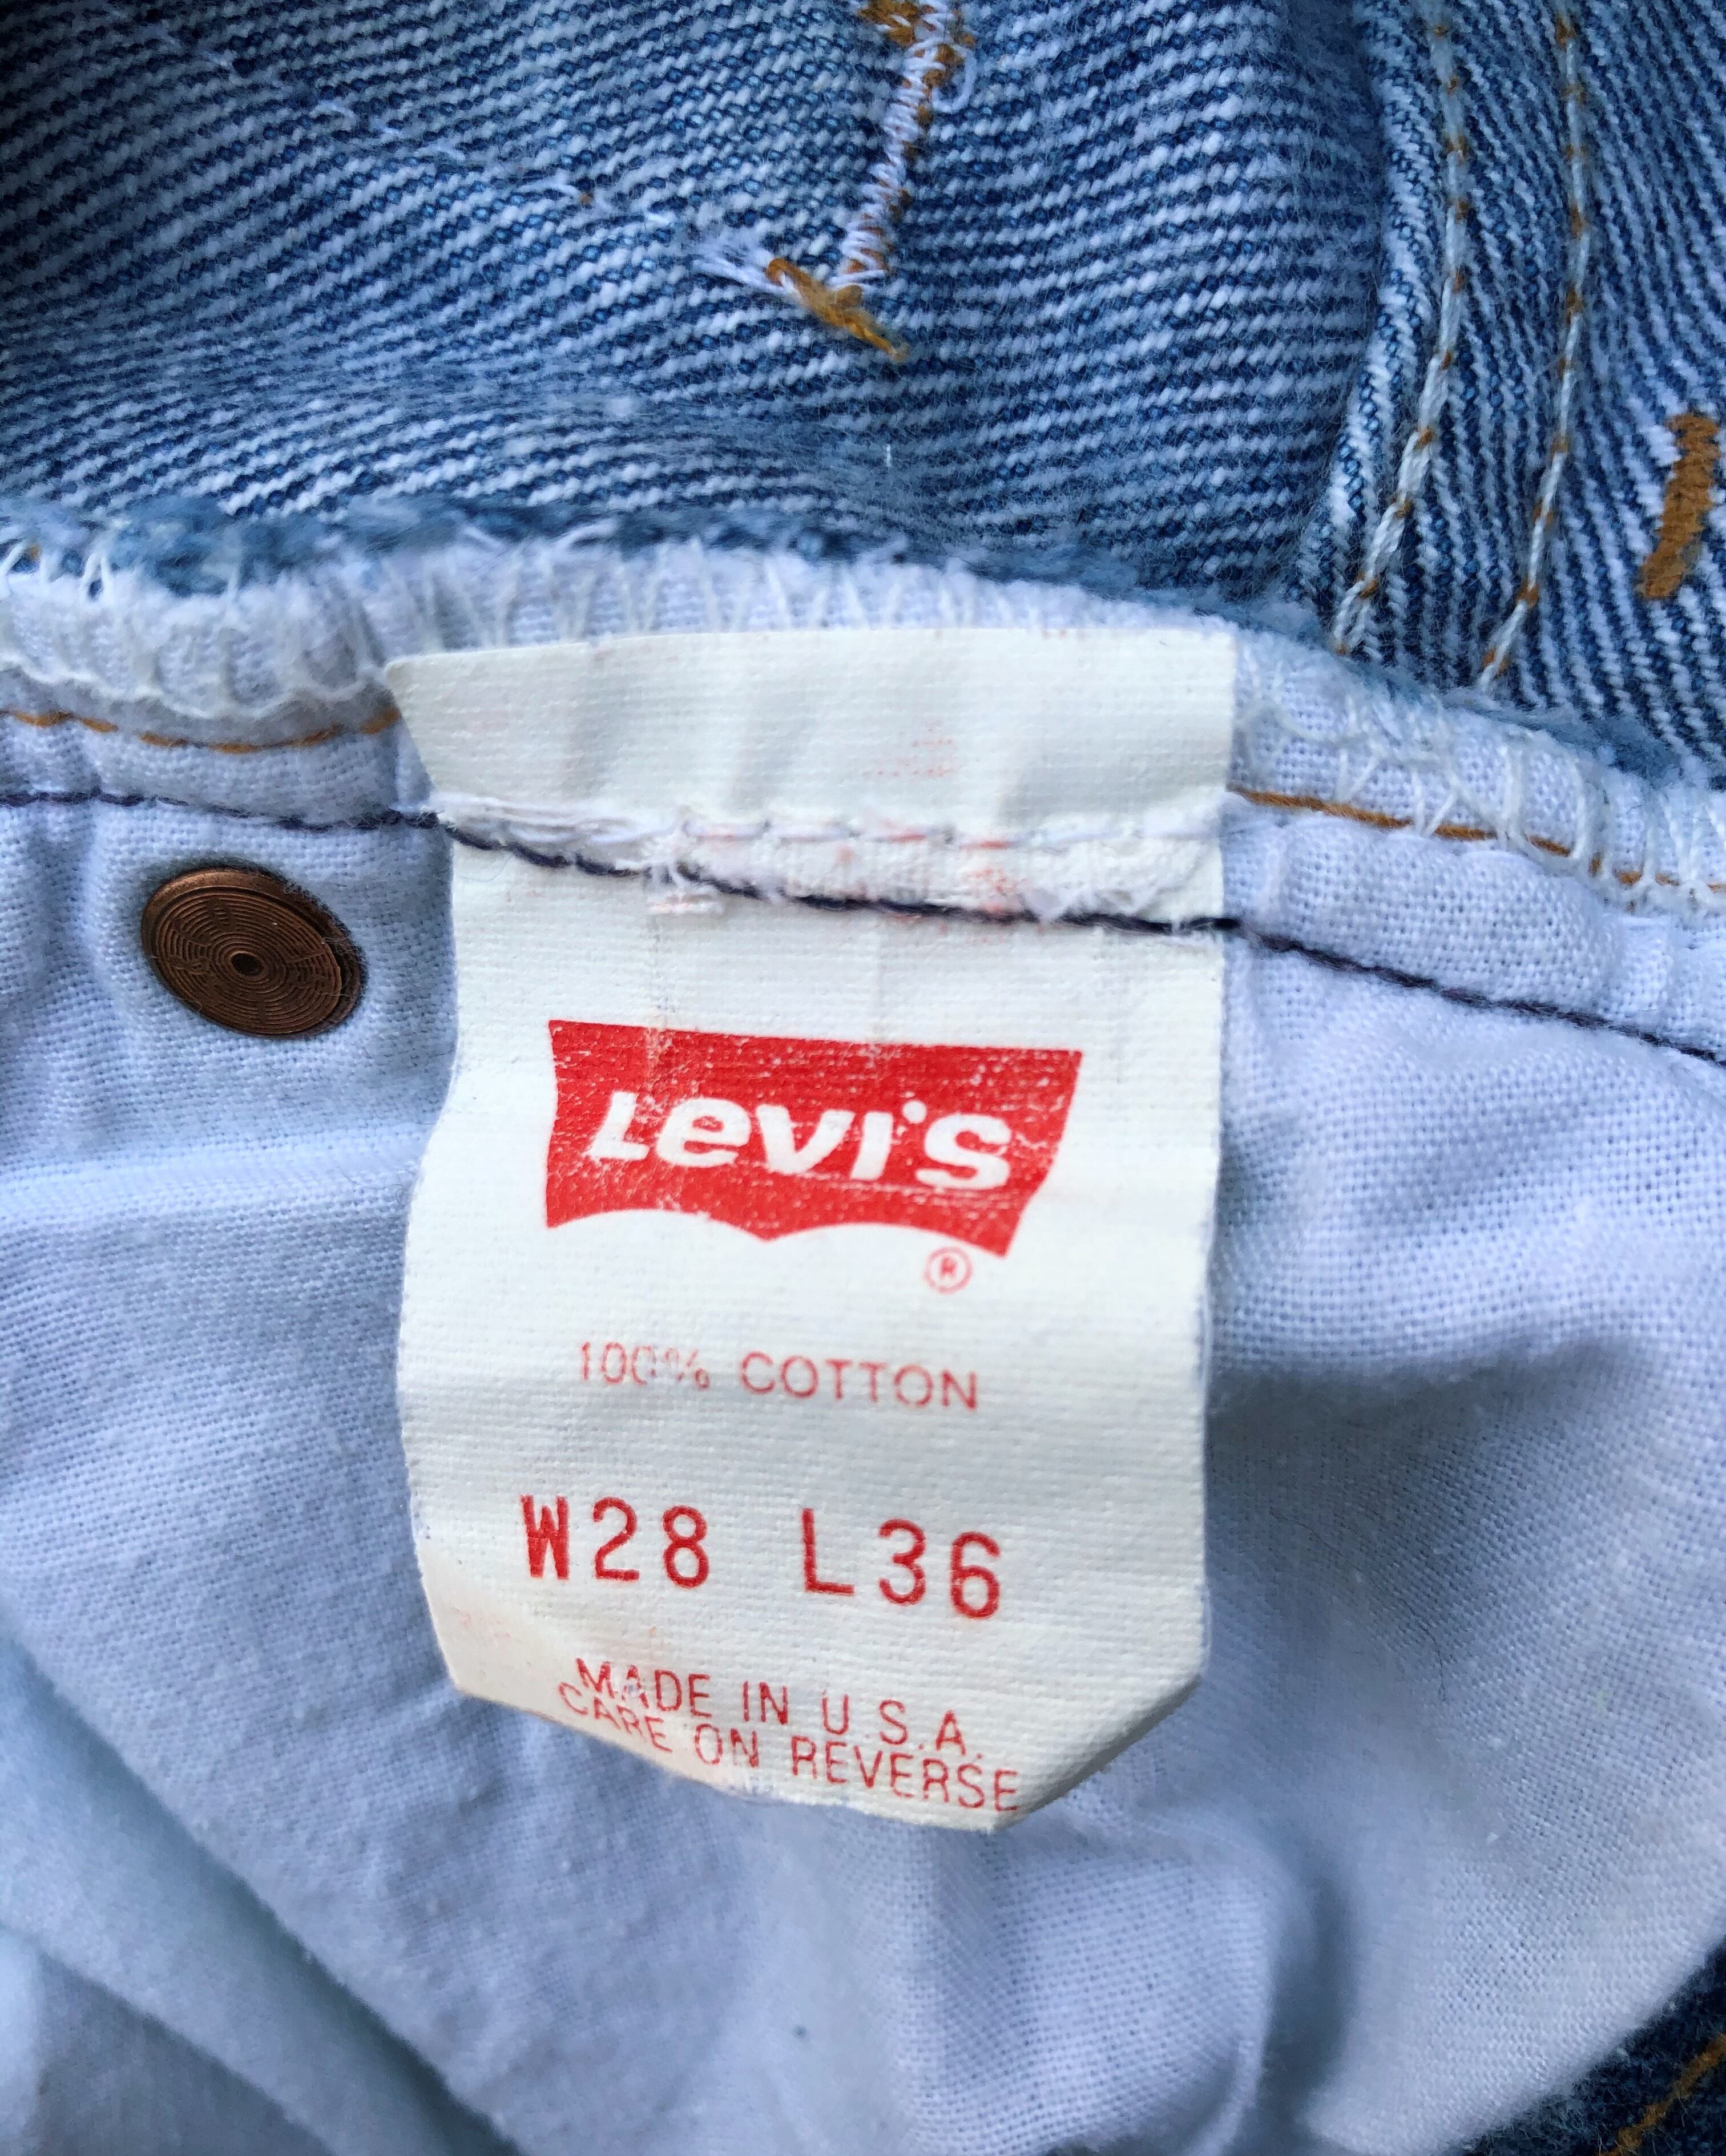 Levi's
®
100% COTTON
W28 L36
MADE IN U.S.A.
CARE ON REVERSE